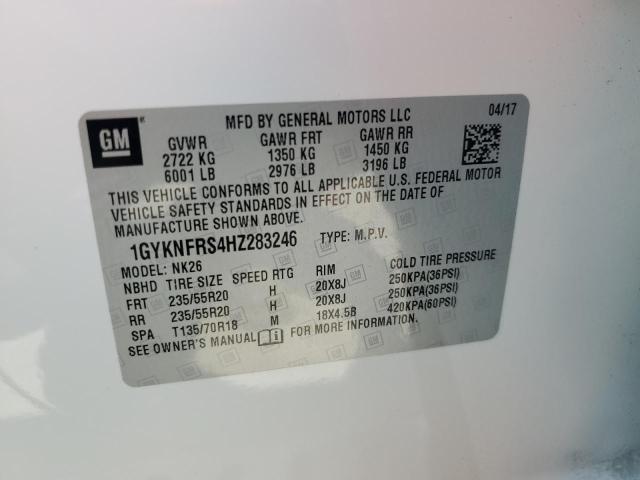 GM
MFD BY GENERAL MOTORS LLC 04/17
GVWR GAWR FRT GAWR RR
2722 KG 1350 KG 1450 KG
6001 LB 2976 LB 3196 LB
THIS VEHICLE CONFORMS TO ALL APPLICABLE U.S. FEDERAL MOTOR
VEHICLE SAFETY STANDARDS IN EFFECT ON THE DATE OF
MANUFACTURE SHOWN ABOVE.
1GYKNFRS4HZ283246 TYPE: M.P.V.
MODEL: NK26
NBHD TIRE SIZE SPEED RTG RIM COLD TIRE PRESSURE
FRT 235/55R20 H 20X8J 250KPA(36PSI)
RR 235/55R20 H 20X8J 250KPA(36PSI)
SPA T135/70R18 M 18X4.5B 420KPA(60PSI)
SEE OWNER'S MANUAL FOR MORE INFORMATION.